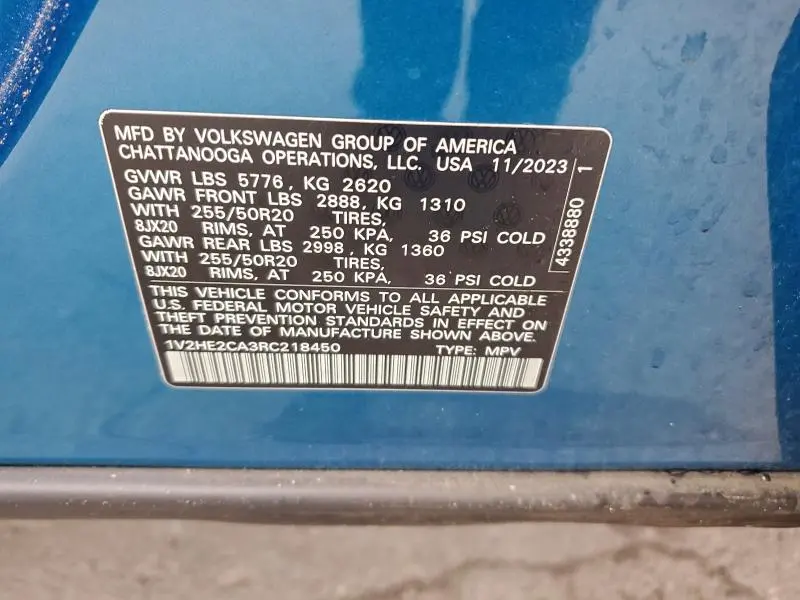 MFD BY VOLKSWAGEN GROUP OF AMERICA
CHATTANOOGA OPERATIONS, LLC. USA 11/2023
GVWR LBS 5776, KG 2620
GAWR FRONT LBS 2888, KG 1310
WITH 255/50R20 TIRES,
8JX20 RIMS, AT 250 KPA, 36 PSI COLD
GAWR REAR LBS 2998, KG 1360
WITH 255/50R20 TIRES,
8JX20 RIMS, AT 250 KPA, 36 PSI COLD
THIS VEHICLE CONFORMS TO ALL APPLICABLE
U.S. FEDERAL MOTOR VEHICLE SAFETY AND
THEFT PREVENTION STANDARDS IN EFFECT ON
THE DATE OF MANUFACTURE SHOWN ABOVE.
1V2HE2CA3RC218450 TYPE: MPV
4338880 1